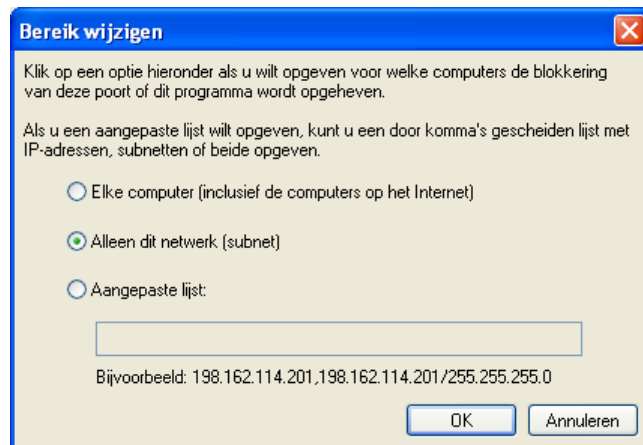 Bereik wijzigen
Klik op een optie hieronder als u wilt opgeven voor welke computers de blokkering
van deze poort of dit programma wordt opgeheven.
Als u een aangepaste lijst wilt opgeven, kunt u een door komma's gescheiden lijst met
IP-adressen, subnetten of beide opgeven.
Elke computer (inclusief de computers op het Internet)
Alleen dit netwerk (subnet)
Aangepaste lijst:
Bijvoorbeeld: 198.162.114.201,198.162.114.201/255.255.255.0
OK
Annuleren